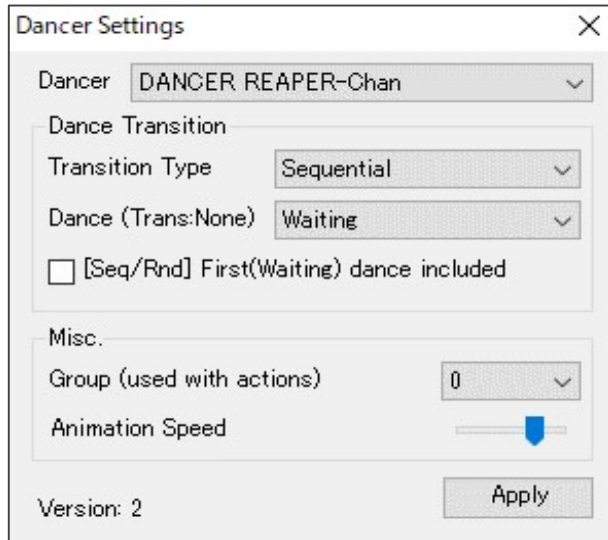 Dancer Settings
Dancer DANCER REAPER-Chan
Dance Transition
Transition Type Sequential
Dance (Trans:None) Waiting
[Seq/Rnd] First(Waiting) dance included
Misc.
Group (used with actions) 0
Animation Speed
Version: 2 Apply